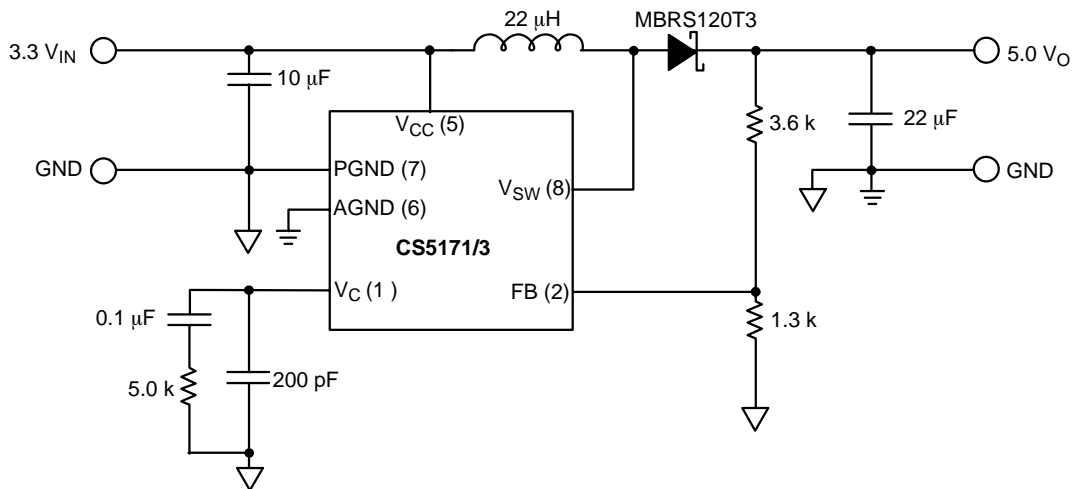 22 μH
MBRS120T3
3.3 V_IN
5.0 V_O
10 μF
V_CC (5)
3.6 k
22 μF
GND
PGND (7)
V_SW (8)
GND
AGND (6)
CS5171/3
V_C (1 )
FB (2)
0.1 μF
1.3 k
5.0 k
200 pF